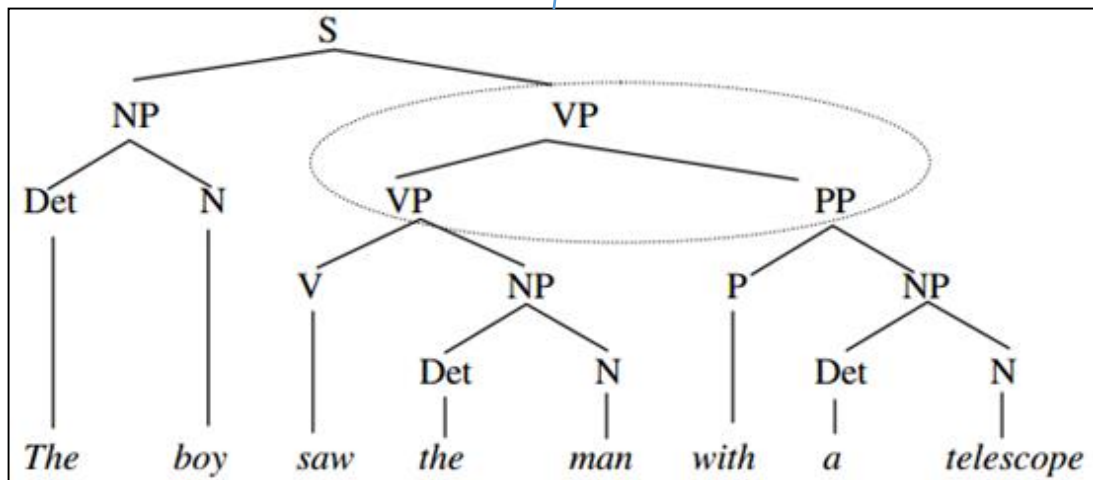 S
NP VP
Det N VP PP
V NP P NP
Det N Det N
The boy saw the man with a telescope